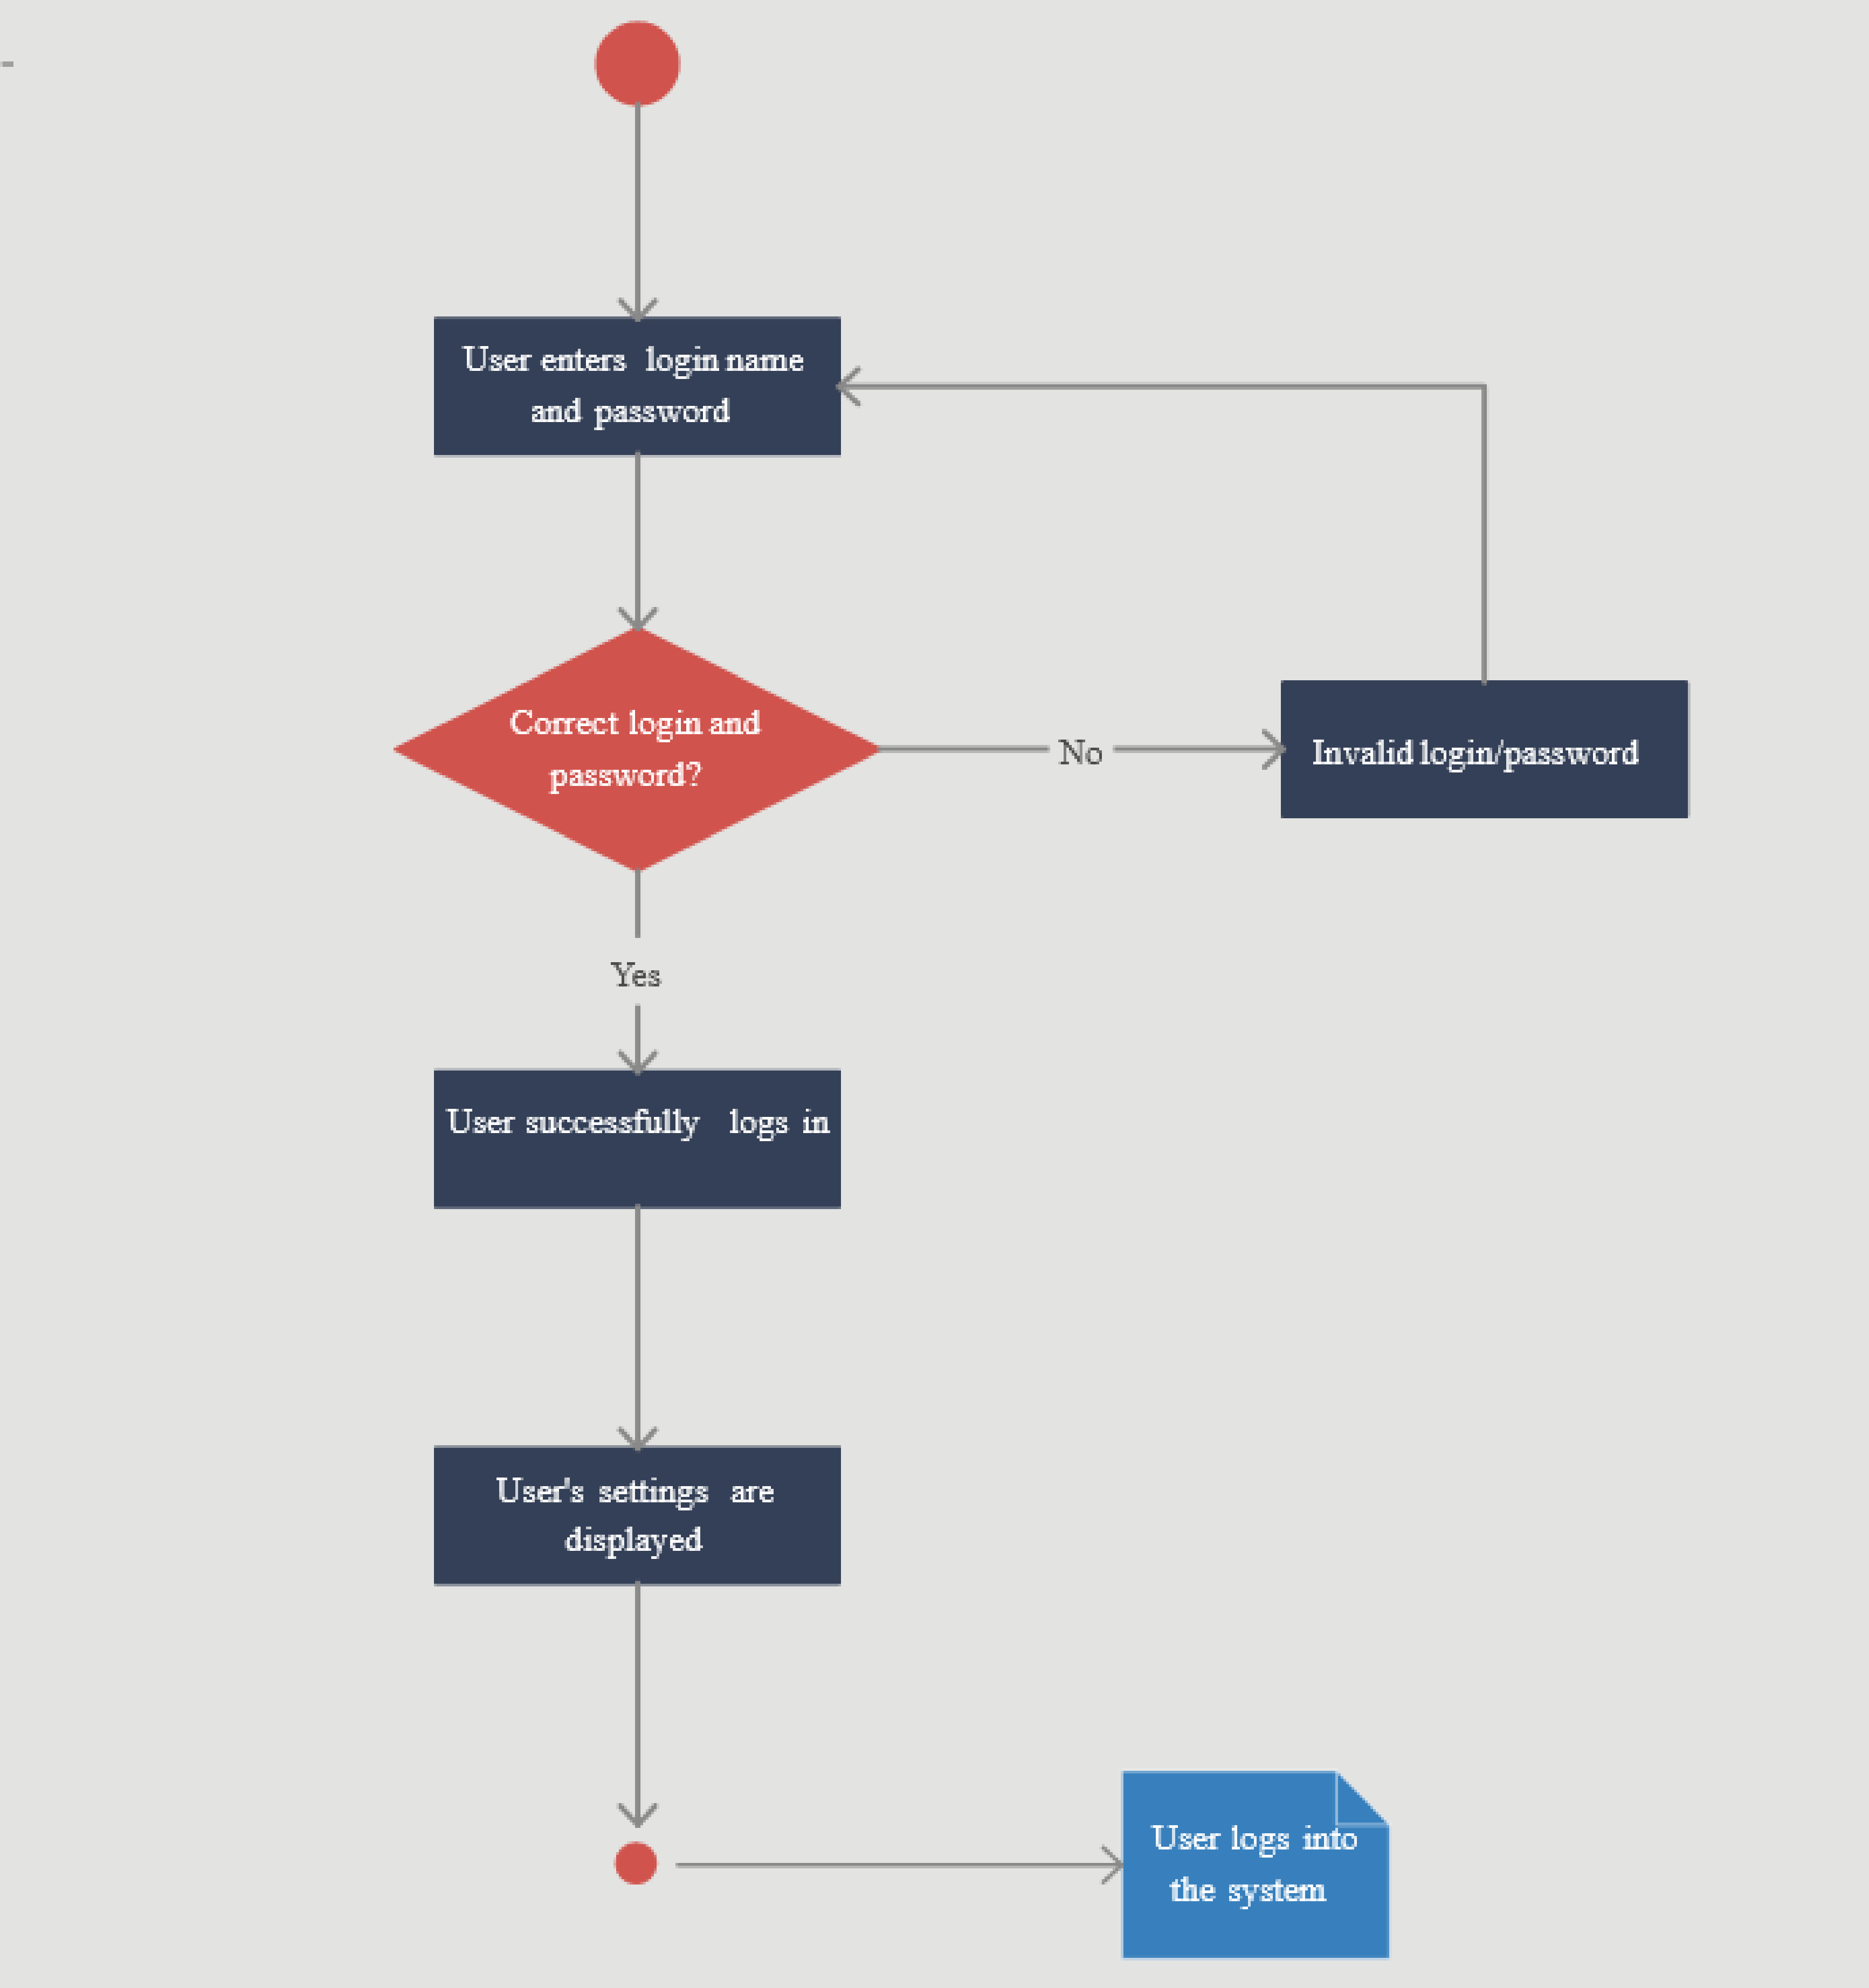 User enters login name
and password
Correct login and
password?
No
Invalid login/password
Yes
User successfully logs in
User's settings are
displayed
User logs into
the system